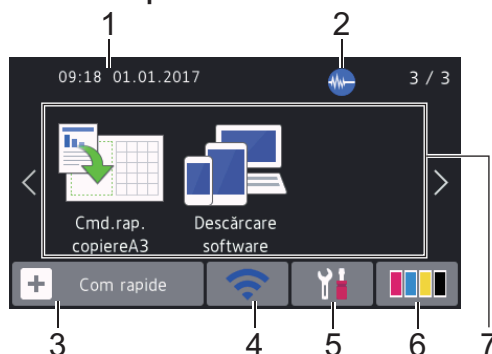 1 2
09:18 01.01.2017 3 / 3
Cmd.rap. Descărcare
copiereA3 software
Com rapide
3 4 5 6 7